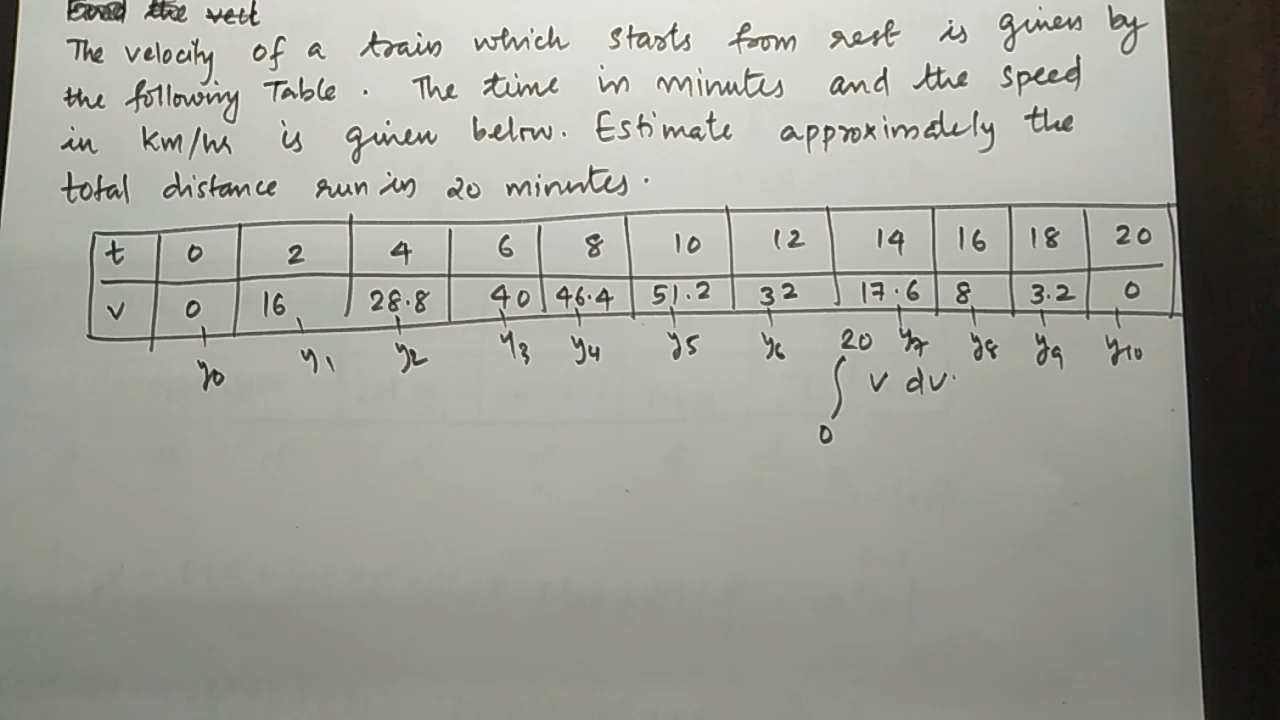 The velocity of a train which starts from rest is given by
the following Table. The time in minutes and the speed
in km/hr is given below. Estimate approximately the
total distance run in 20 minutes.
t 0 2 4 6 8 10 12 14 16 18 20
v 0 16 28.8 40 46.4 51.2 32 17.6 8 3.2 0
y0 y1 y2 y3 y4 y5 y6 y7 y8 y9 y10
20
∫ v dv.
0